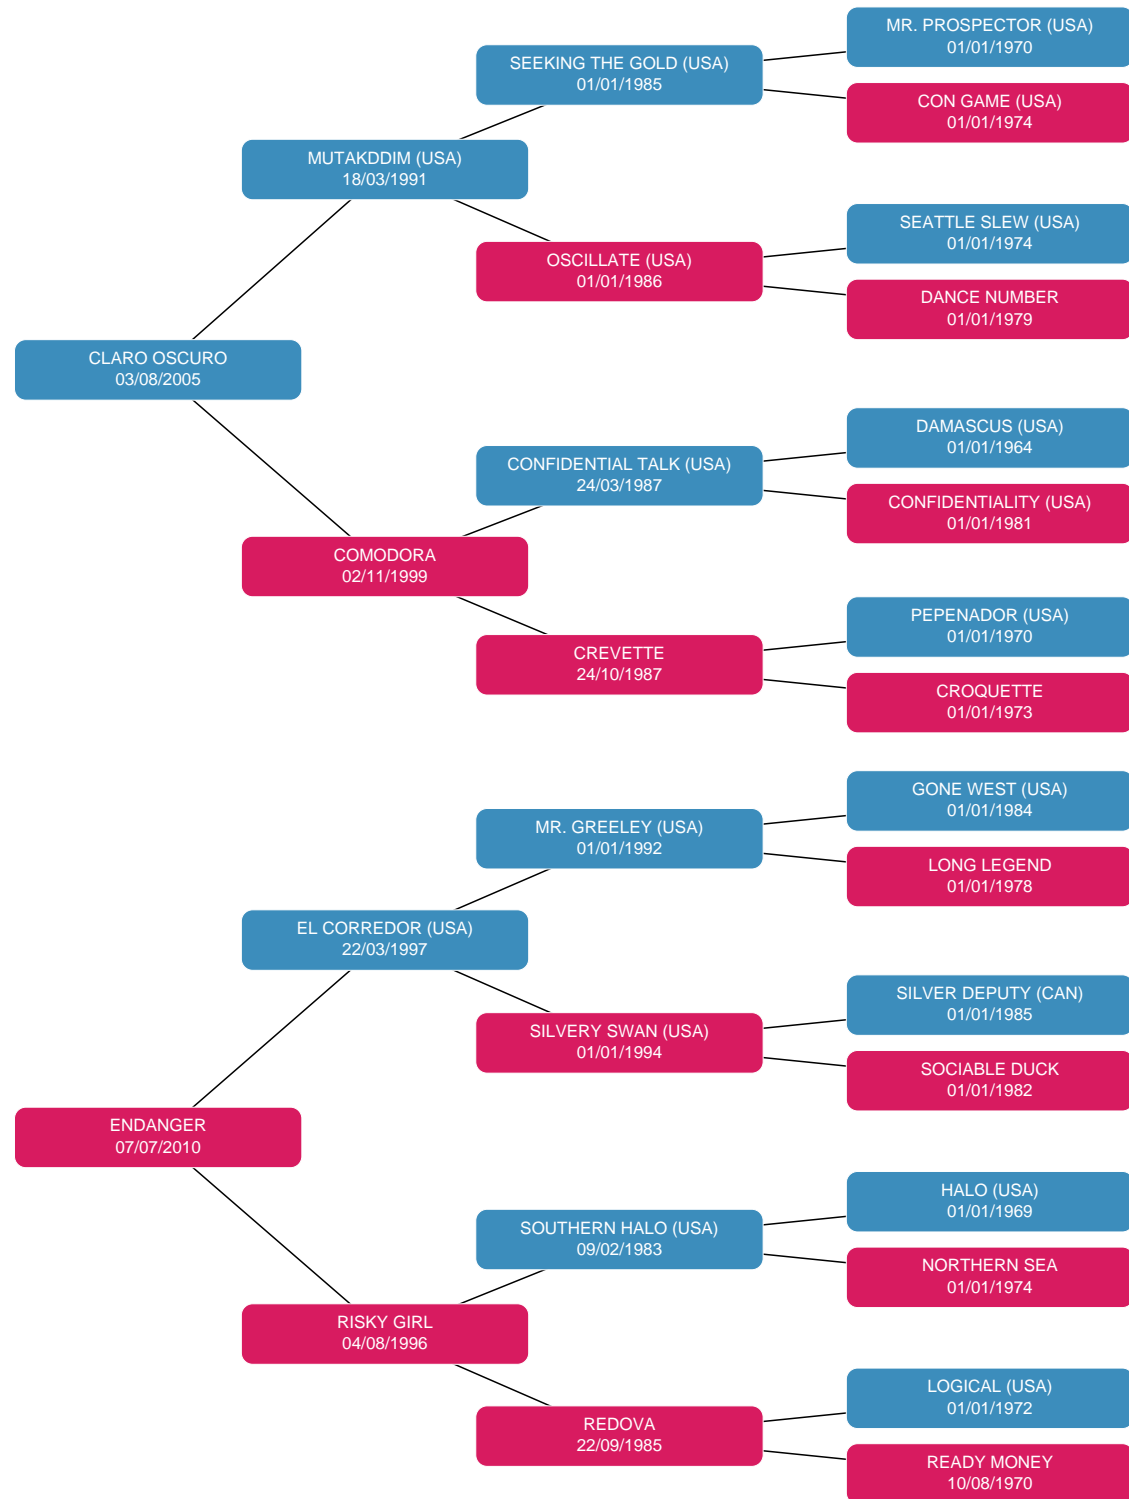 MR. PROSPECTOR (USA)
01/01/1970
SEEKING THE GOLD (USA)
01/01/1985
CON GAME (USA)
01/01/1974
MUTAKDDIM (USA)
18/03/1991
SEATTLE SLEW (USA)
01/01/1974
OSCILLATE (USA)
01/01/1986
DANCE NUMBER
01/01/1979
CLARO OSCURO
03/08/2005
DAMASCUS (USA)
01/01/1964
CONFIDENTIAL TALK (USA)
24/03/1987
CONFIDENTIALITY (USA)
01/01/1981
COMODORA
02/11/1999
PEPENADOR (USA)
01/01/1970
CREVETTE
24/10/1987
CROQUETTE
01/01/1973
GONE WEST (USA)
01/01/1984
MR. GREELEY (USA)
01/01/1992
LONG LEGEND
01/01/1978
EL CORREDOR (USA)
22/03/1997
SILVER DEPUTY (CAN)
01/01/1985
SILVERY SWAN (USA)
01/01/1994
SOCIABLE DUCK
01/01/1982
ENDANGER
07/07/2010
HALO (USA)
01/01/1969
SOUTHERN HALO (USA)
09/02/1983
NORTHERN SEA
01/01/1974
RISKY GIRL
04/08/1996
LOGICAL (USA)
01/01/1972
REDOVA
22/09/1985
READY MONEY
10/08/1970